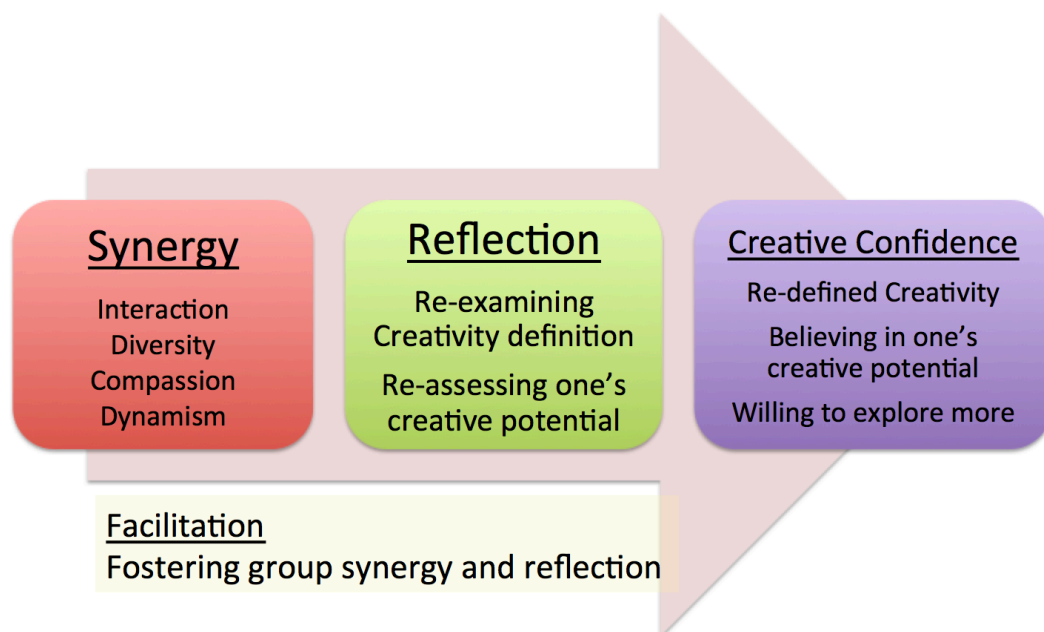 Synergy
Interaction
Diversity
Compassion
Dynamism
Reflection
Re-examining
Creativity definition
Re-assessing one's
creative potential
Creative Confidence
Re-defined Creativity
Believing in one's
creative potential
Willing to explore more
Facilitation
Fostering group synergy and reflection